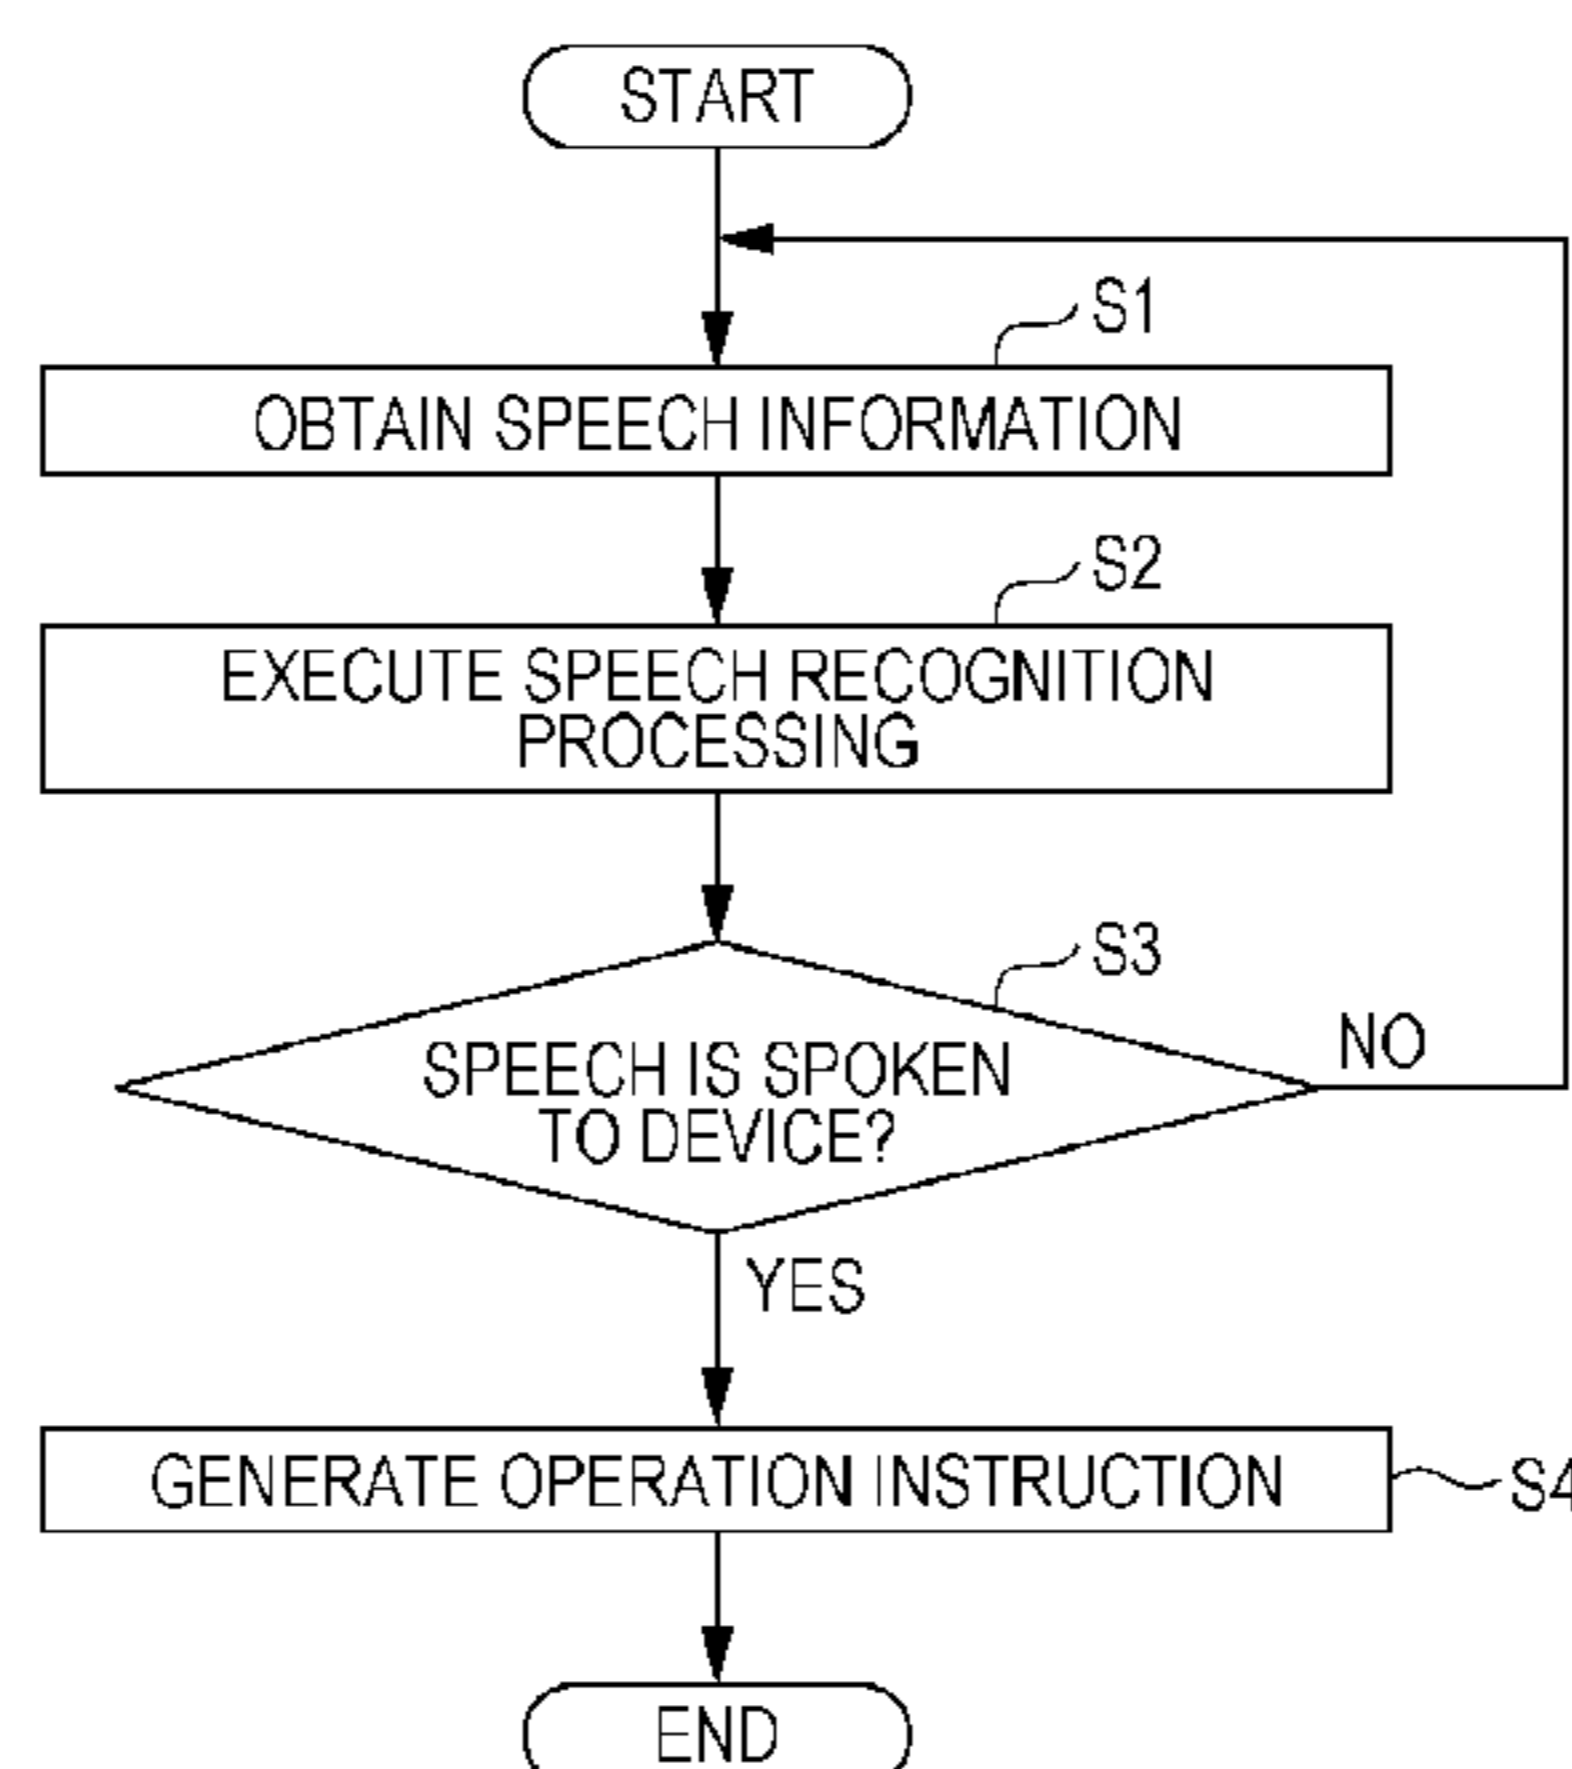 START
S1
OBTAIN SPEECH INFORMATION
S2
EXECUTE SPEECH RECOGNITION
PROCESSING
S3
SPEECH IS SPOKEN
TO DEVICE?
NO
YES
GENERATE OPERATION INSTRUCTION
S4
END